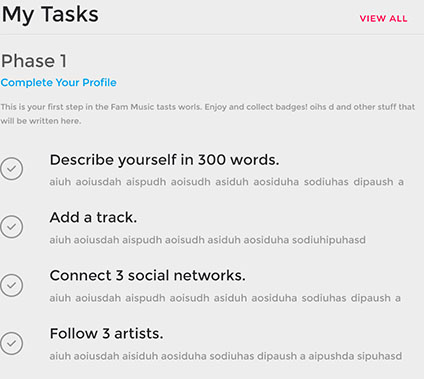 My Tasks
VIEW ALL
Phase 1
Complete Your Profile
This is your first step in the Fam Music tasts worls. Enjoy and collect badges! oihs d and other stuff that
will be written here.
Describe yourself in 300 words.
aiuh aoiusdah aispudh aoisudh asiduh aosiduha sodiuhas dipaush a
Add a track.
aiuh aoiusdah aispudh aoisudh asiduh aosiduha sodiuhipuhasd
Connect 3 social networks.
aiuh aoiusdah aispudh aoisudh asiduh aosiduha sodiuhas dipaush a
Follow 3 artists.
aiuh aoiusdah aisiduh aosiduha sodiuhas dipaush a aipushda sipuhasd